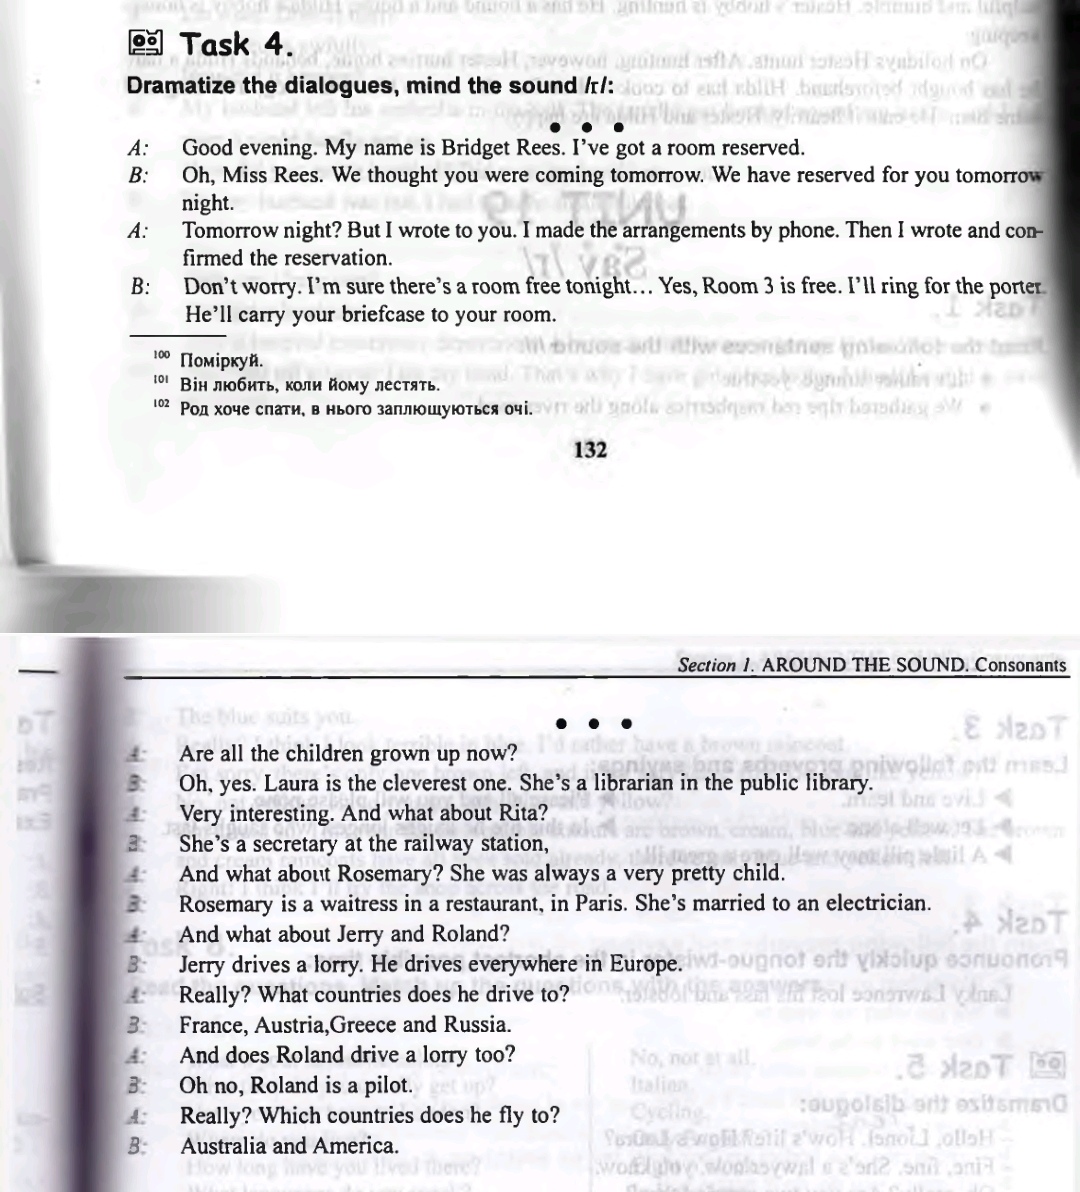 Task 4.
Dramatize the dialogues, mind the sound /r/:
• • •
A: Good evening. My name is Bridget Rees. I've got a room reserved.
B: Oh, Miss Rees. We thought you were coming tomorrow. We have reserved for you tomorrow
night.
A: Tomorrow night? But I wrote to you. I made the arrangements by phone. Then I wrote and con-
firmed the reservation.
B: Don't worry. I'm sure there's a room free tonight… Yes, Room 3 is free. I'll ring for the porter.
He'll carry your briefcase to your room.
100 Поміркуй.
101 Він любить, коли йому лестять.
102 Род хоче спати, в нього заплющуються очі.
132
Section 1. AROUND THE SOUND. Consonants
• • •
A: Are all the children grown up now?
B: Oh, yes. Laura is the cleverest one. She's a librarian in the public library.
A: Very interesting. And what about Rita?
B: She's a secretary at the railway station,
A: And what about Rosemary? She was always a very pretty child.
B: Rosemary is a waitress in a restaurant, in Paris. She's married to an electrician.
A: And what about Jerry and Roland?
B: Jerry drives a lorry. He drives everywhere in Europe.
A: Really? What countries does he drive to?
B: France, Austria,Greece and Russia.
A: And does Roland drive a lorry too?
B: Oh no, Roland is a pilot.
A: Really? Which countries does he fly to?
B: Australia and America.